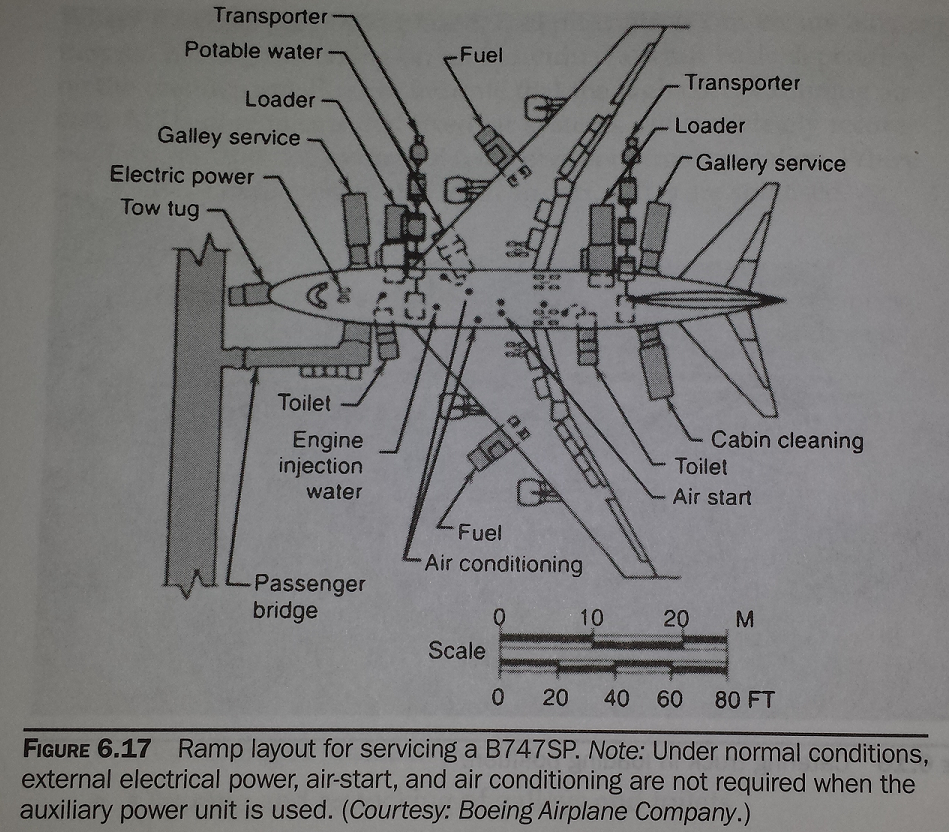 Transporter
Potable water
Loader
Galley service
Electric power
Tow tug
Fuel
Transporter
Loader
Gallery service
Toilet
Engine
injection
water
Passenger
bridge
Fuel
Air conditioning
Cabin cleaning
Toilet
Air start
0 10 20 M
Scale
0 20 40 60 80 FT
FIGURE 6.17 Ramp layout for servicing a B747SP. Note: Under normal conditions,
external electrical power, air-start, and air conditioning are not required when the
auxiliary power unit is used. (Courtesy: Boeing Airplane Company.)